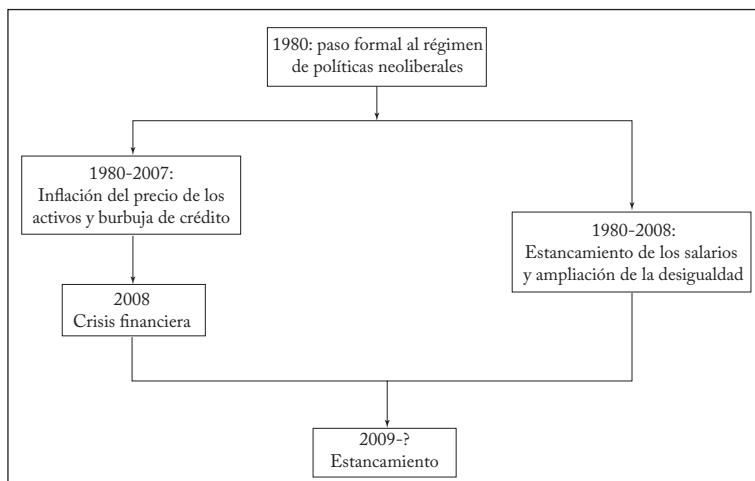 1980: paso formal al régimen
de políticas neoliberales
1980-2007:
Inflación del precio de los
activos y burbuja de crédito
1980-2008:
Estancamiento de los salarios
y ampliación de la desigualdad
2008
Crisis financiera
2009-?
Estancamiento